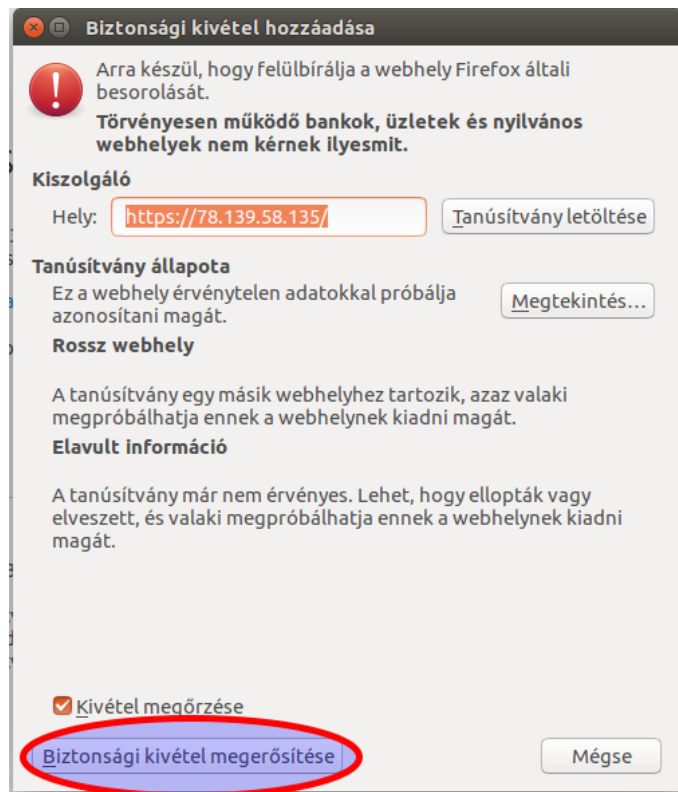 Biztonsági kivétel hozzáadása
Arra készül, hogy felülbírálja a webhely Firefox általi
besorolását.
Törvényesen működő bankok, üzletek és nyilvános
webhelyek nem kérnek ilyesmit.
Kiszolgáló
Hely: https://78.139.58.135/ Tanúsítvány letöltése
Tanúsítvány állapota
Ez a webhely érvénytelen adatokkal próbálja
azonosítani magát.
Megtekintés...
Rossz webhely
A tanúsítvány egy másik webhelyhez tartozik, azaz valaki
megpróbálhatja ennek a webhelynek kiadni magát.
Elavult információ
A tanúsítvány már nem érvényes. Lehet, hogy ellopták vagy
elveszett, és valaki megpróbálhatja ennek a webhelynek kiadni
magát.
Kivétel megőrzése
Biztonsági kivétel megerősítése Mégse